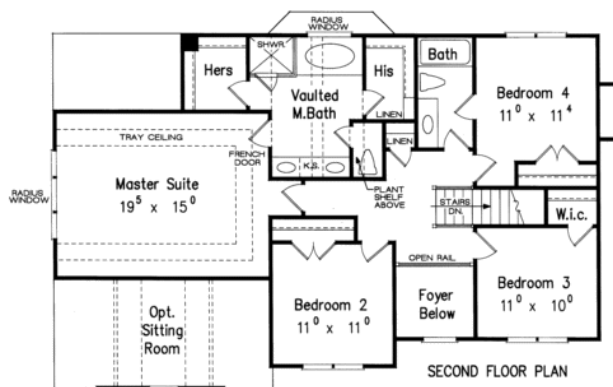 RADIUS
WINDOW
SHWR.
Hers
His
Bath
Vaulted
M.Bath
LINEN
Bedroom 4
11⁰ x 11⁴
TRAY CEILING
FRENCH
DOOR
LINEN
K.S.
RADIUS
WINDOW
Master Suite
19⁵ x 15⁰
PLANT
SHELF
ABOVE
STAIRS
DN.
W.i.c.
OPEN RAIL
Opt.
Sitting
Room
Bedroom 2
11⁰ x 11⁰
Foyer
Below
Bedroom 3
11⁰ x 10⁰
SECOND FLOOR PLAN